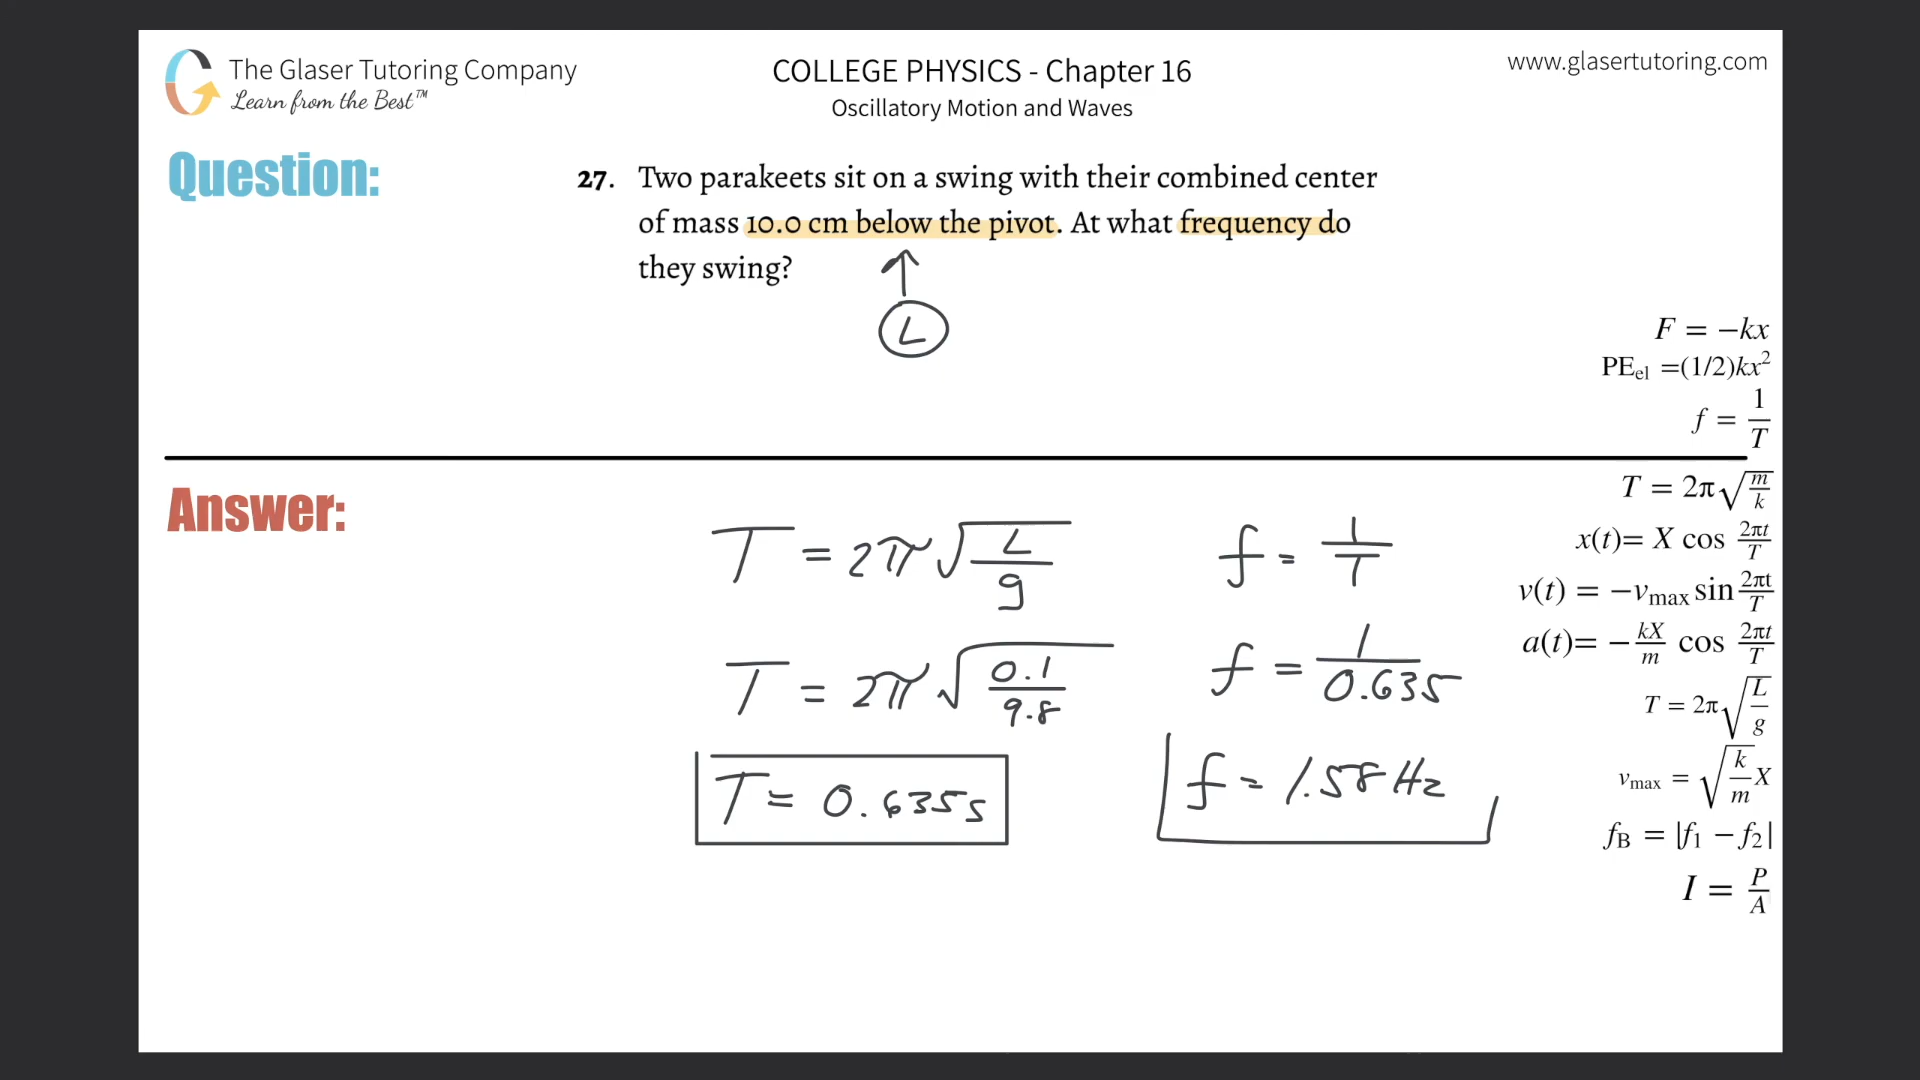 The Glaser Tutoring Company
Learn from the Best™
COLLEGE PHYSICS - Chapter 16
Oscillatory Motion and Waves
www.glasertutoring.com
Question:
27. Two parakeets sit on a swing with their combined center
of mass 10.0 cm below the pivot. At what frequency do
they swing?
L
F = −kx
PEel =(1/2)kx²
f = 1/T
Answer:
T = 2π√(L/g)
T = 2π√(0.1/9.8)
T = 0.635s
f = 1/T
f = 1/0.635
f = 1.58 Hz
T = 2π√(m/k)
x(t)= X cos 2πt/T
v(t) = −vmax sin 2πt/T
a(t)= −kX/m cos 2πt/T
T = 2π√(L/g)
vmax = √(k/m)X
fB = |f1 − f2|
I = P/A